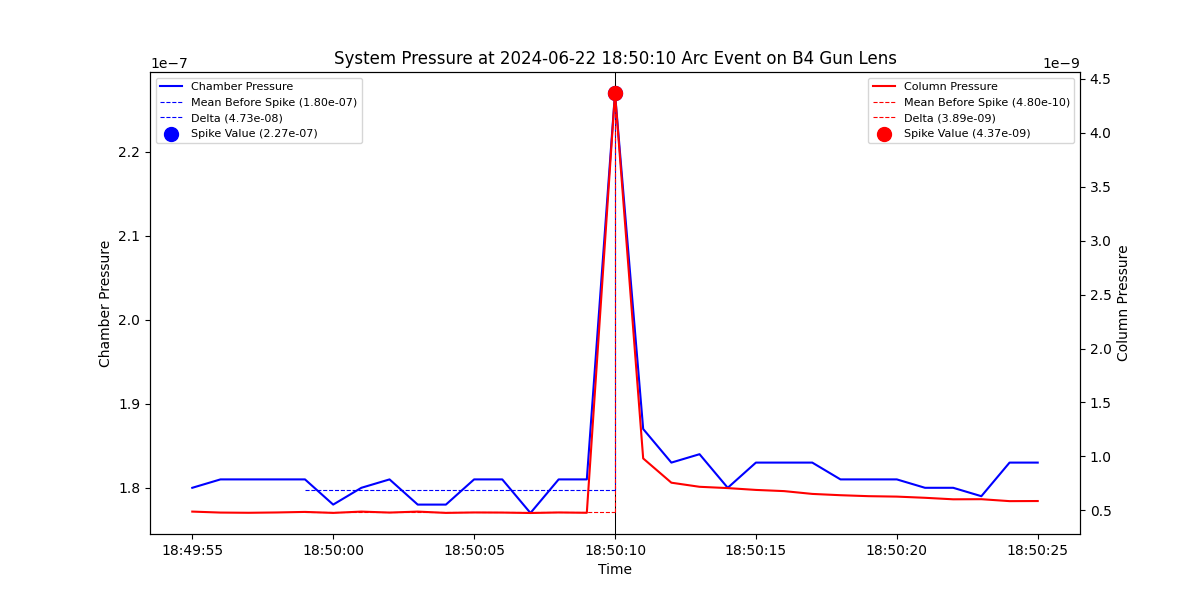 System Pressure at 2024-06-22 18:50:10 Arc Event on B4 Gun Lens
1e−7
1e−9
Chamber Pressure
Mean Before Spike (1.80e-07)
Delta (4.73e-08)
Spike Value (2.27e-07)
Column Pressure
Mean Before Spike (4.80e-10)
Delta (3.89e-09)
Spike Value (4.37e-09)
2.2
2.1
2.0
1.9
1.8
Chamber Pressure
4.5
4.0
3.5
3.0
2.5
2.0
1.5
1.0
0.5
Column Pressure
18:49:55
18:50:00
18:50:05
18:50:10
18:50:15
18:50:20
18:50:25
Time